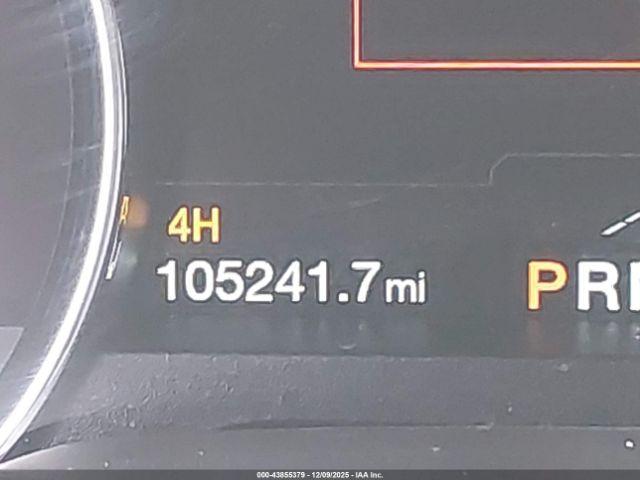 4H
105241.7mi
PR
000-43855379 | 12/09/2025 | IAA Inc.